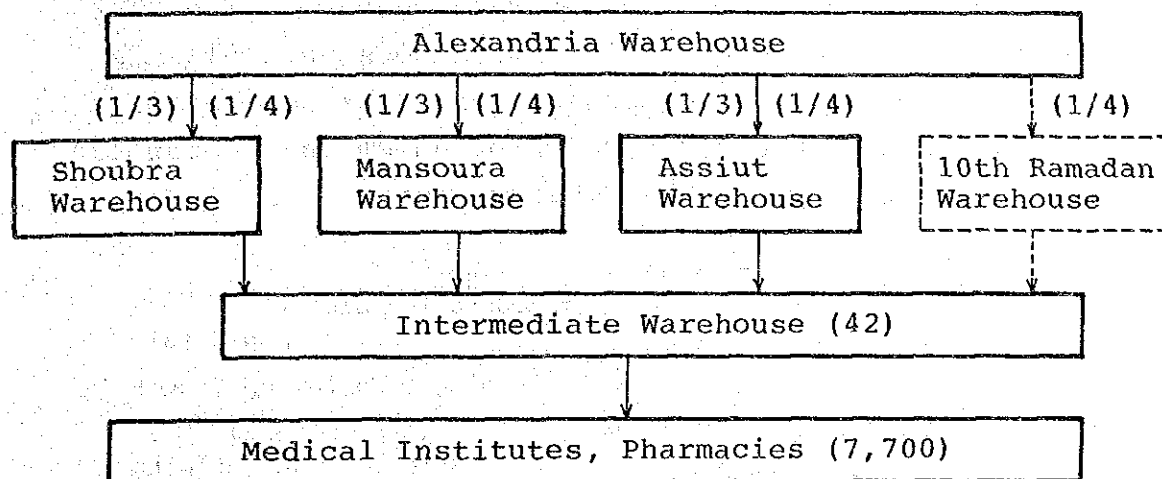 Alexandria Warehouse
(1/3) (1/4) (1/3) (1/4) (1/3) (1/4) (1/4)
Shoubra
Warehouse
Mansoura
Warehouse
Assiut
Warehouse
10th Ramadan
Warehouse
Intermediate Warehouse (42)
Medical Institutes, Pharmacies (7,700)